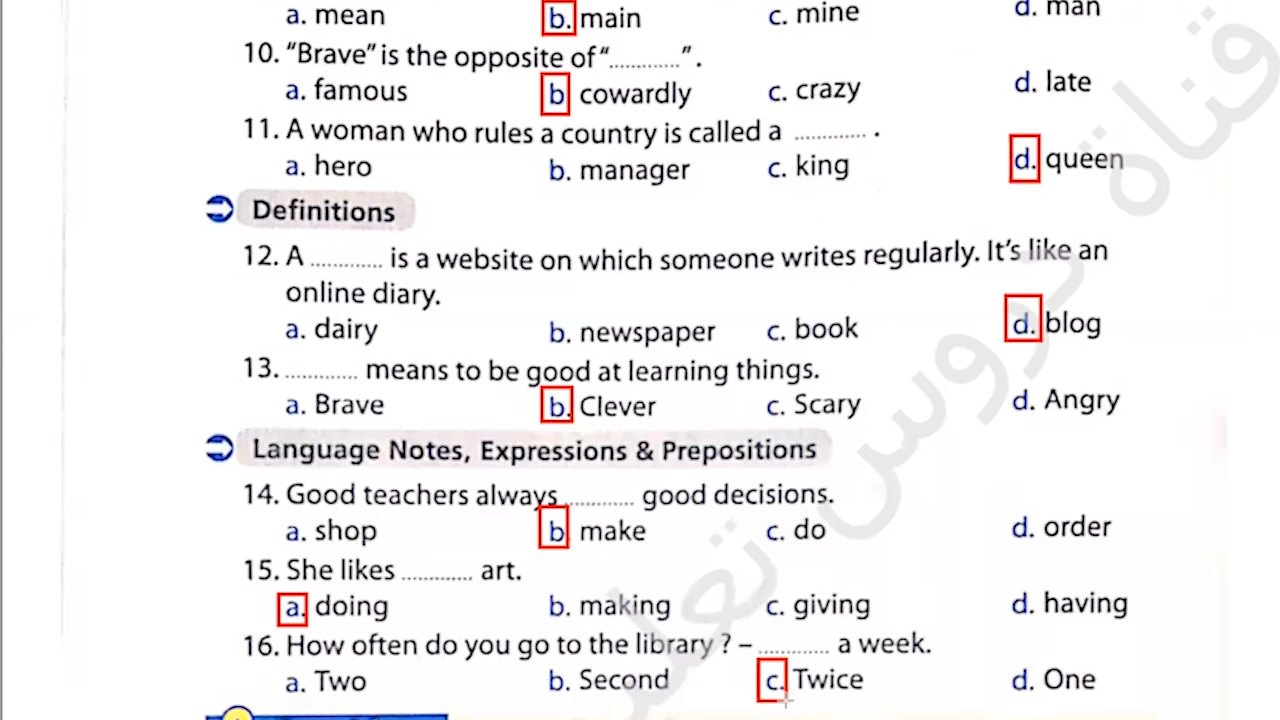 a. mean b. main c. mine d. man
10. “Brave” is the opposite of “............” .
a. famous b cowardly c. crazy d. late
11. A woman who rules a country is called a ............ .
a. hero b. manager c. king d. queen
Definitions
12. A ............ is a website on which someone writes regularly. It’s like an
online diary.
a. dairy b. newspaper c. book d. blog
13. ............ means to be good at learning things.
a. Brave b. Clever c. Scary d. Angry
Language Notes, Expressions & Prepositions
14. Good teachers always ............ good decisions.
a. shop b make c. do d. order
15. She likes ............ art.
a. doing b. making c. giving d. having
16. How often do you go to the library ? – ............ a week.
a. Two b. Second c. Twice d. One
قناة دروس